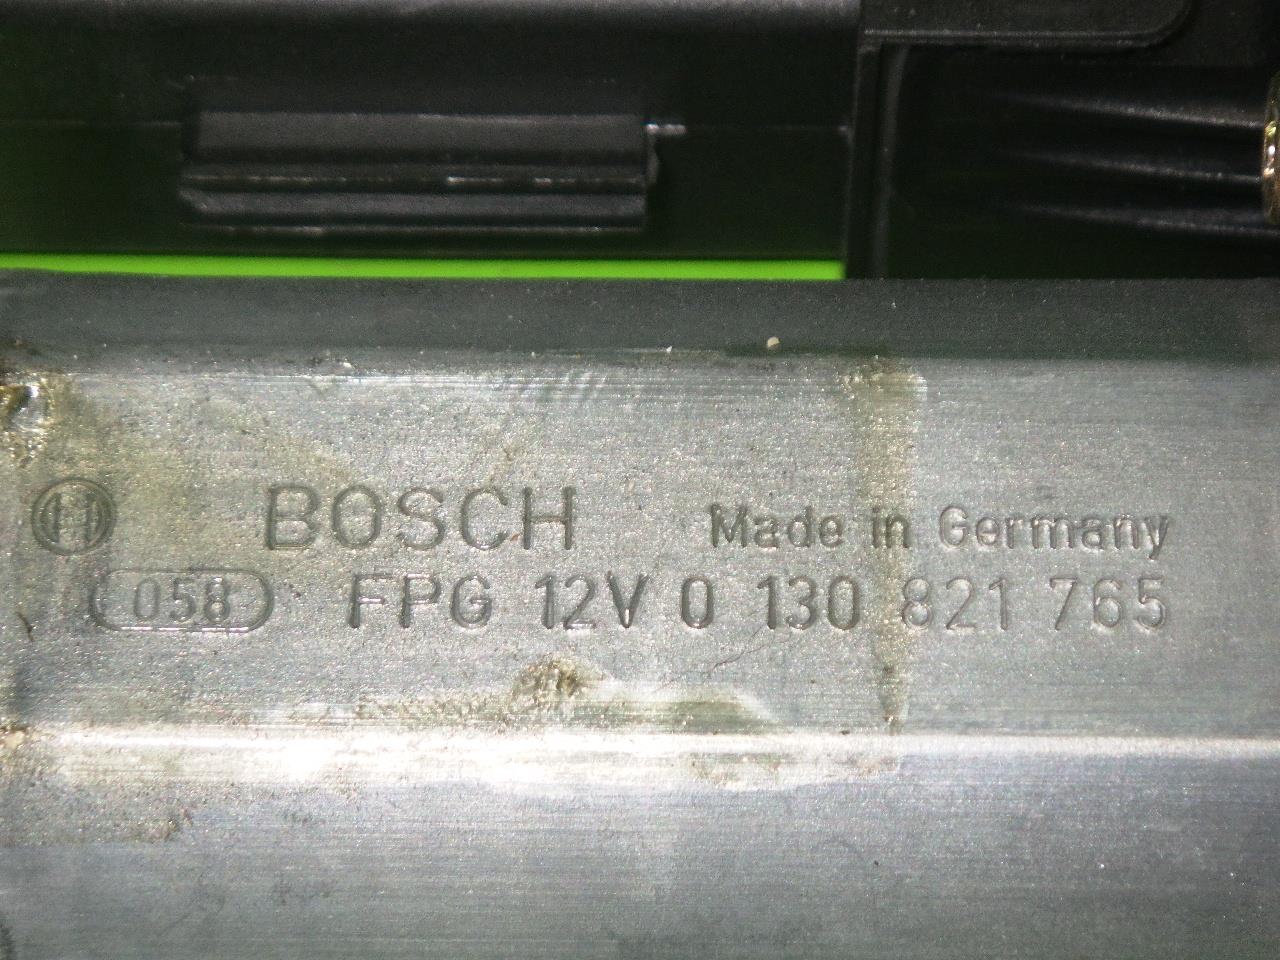 BOSCH Made in Germany
058 FPG 12V 0 130 821 765